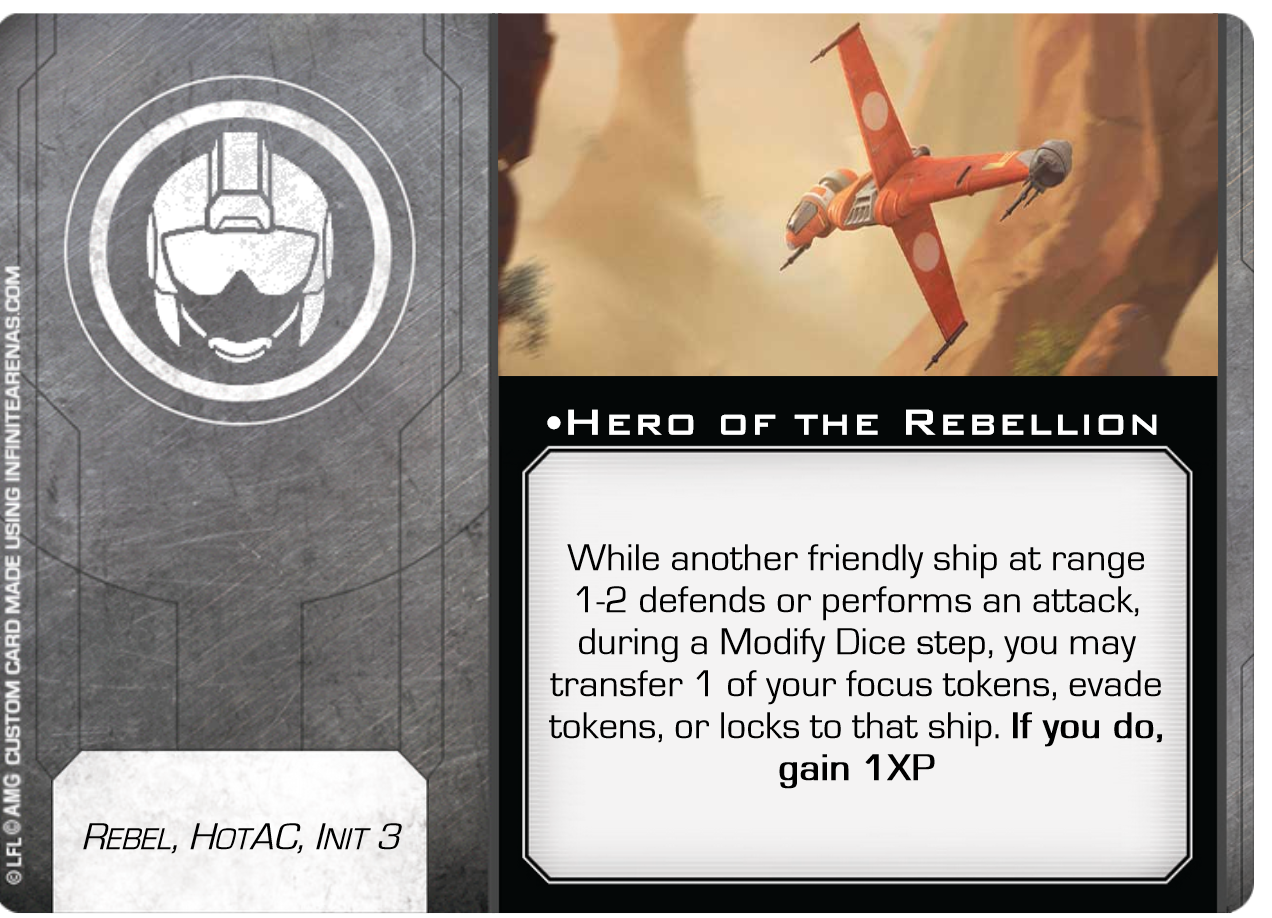 •Hero of the Rebellion
While another friendly ship at range
1-2 defends or performs an attack,
during a Modify Dice step, you may
transfer 1 of your focus tokens, evade
tokens, or locks to that ship. If you do,
gain 1XP
Rebel, HotAC, Init 3
©LFL ©AMG CUSTOM CARD MADE USING INFINITEARENAS.COM